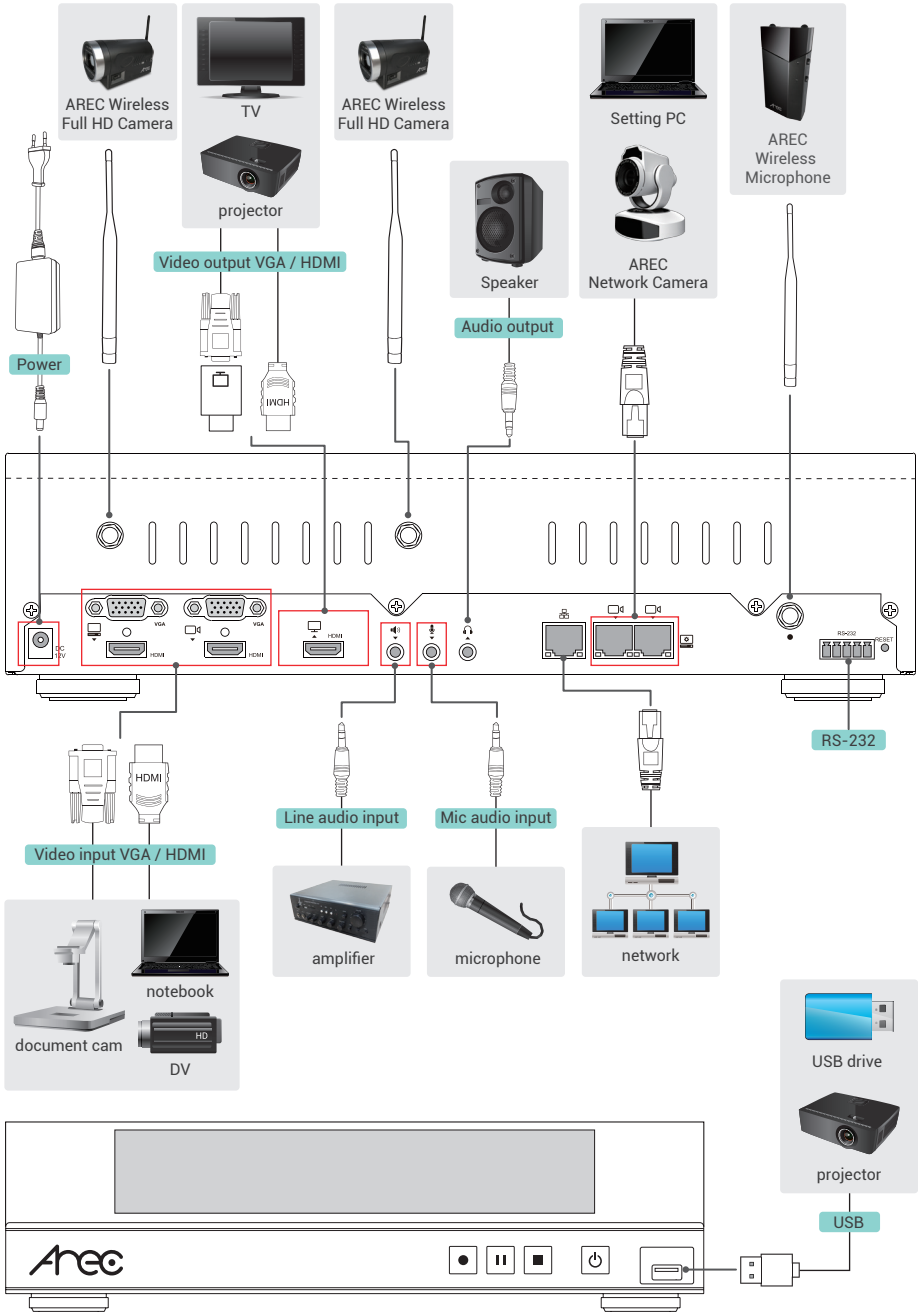 AREC Wireless
Full HD Camera
TV
projector
AREC Wireless
Full HD Camera
Setting PC
AREC
Network Camera
AREC
Wireless
Microphone
Speaker
Video output VGA / HDMI
Audio output
Power
HDMI
VGA
VGA
HDMI
HDMI
HDMI
DC
12V
RS-232
RESET
RS-232
HDMI
Line audio input
Mic audio input
Video input VGA / HDMI
amplifier
microphone
network
notebook
document cam
HD
DV
USB drive
projector
USB
Arec